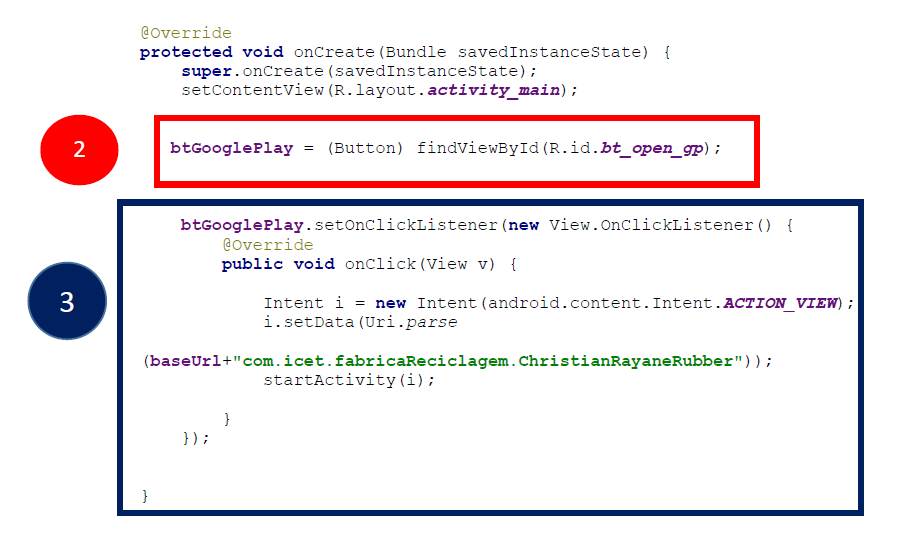 @Override
protected void onCreate(Bundle savedInstanceState) {
super.onCreate(savedInstanceState);
setContentView(R.layout.activity_main);
2
btGooglePlay = (Button) findViewById(R.id.bt_open_gp);
btGooglePlay.setOnClickListener(new View.OnClickListener() {
@Override
public void onClick(View v) {
3
Intent i = new Intent(android.content.Intent.ACTION_VIEW);
i.setData(Uri.parse
(baseUrl+"com.icet.fabricaReciclagem.ChristianRayaneRubber"));
startActivity(i);
}
});
}